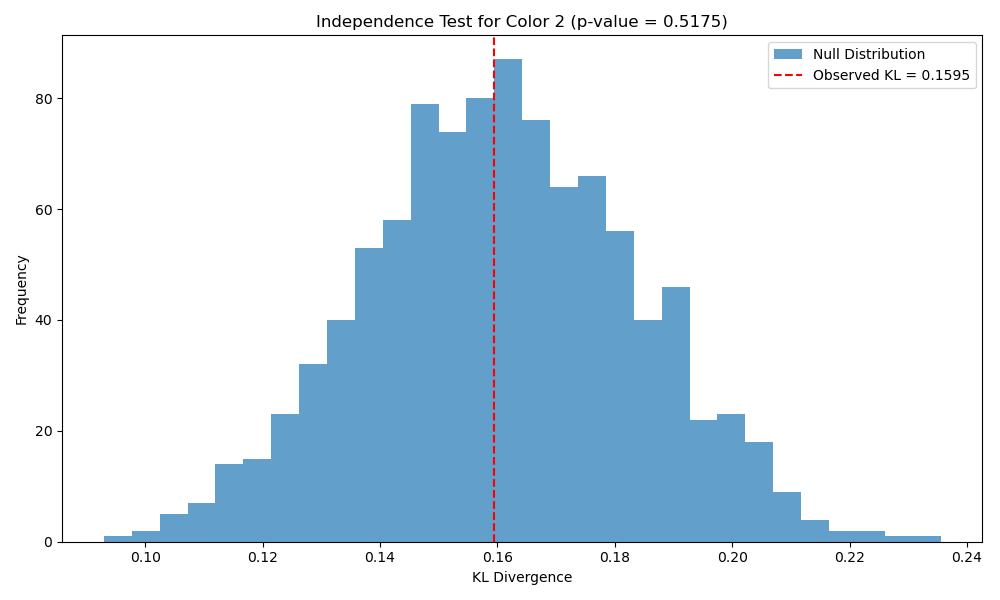 Independence Test for Color 2 (p-value = 0.5175)
Null Distribution
Observed KL = 0.1595
Frequency
80
60
40
20
0
0.10 0.12 0.14 0.16 0.18 0.20 0.22 0.24
KL Divergence